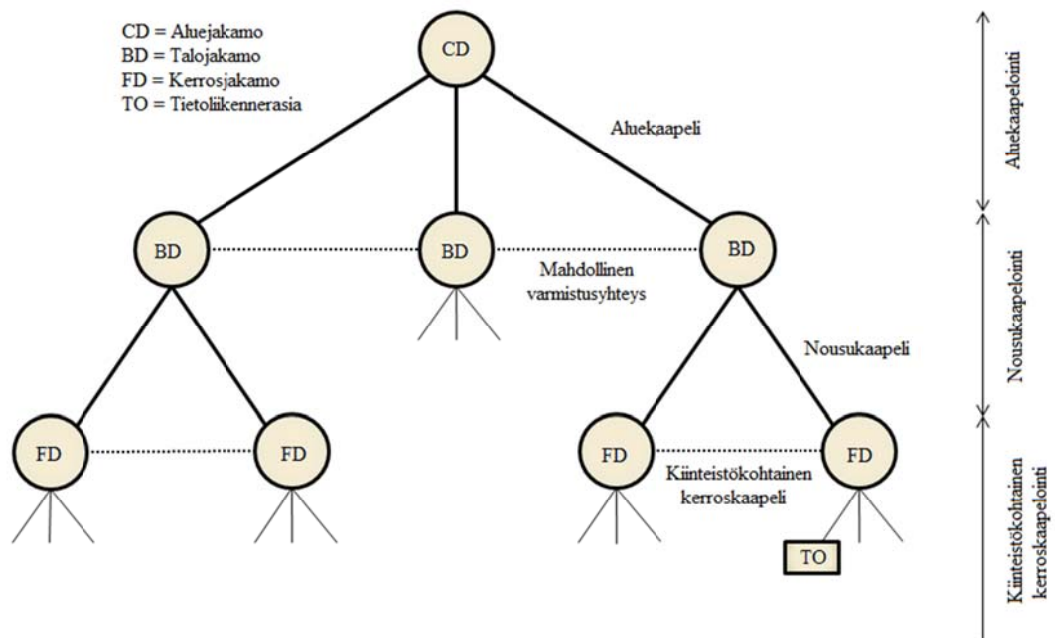 CD = Aluejakamo
BD = Talojakamo
FD = Kerrosjakamo
TO = Tietoliikennerasia
CD
Aluekaapeli
Aluekaapelointi
BD
BD
BD
Mahdollinen
varmistusyhteys
Nousukaapeli
Nousukaapelointi
FD
FD
FD
FD
Kiinteistökohtainen
kerroskaapeli
TO
Kiinteistökohtainen
kerroskaapelointi